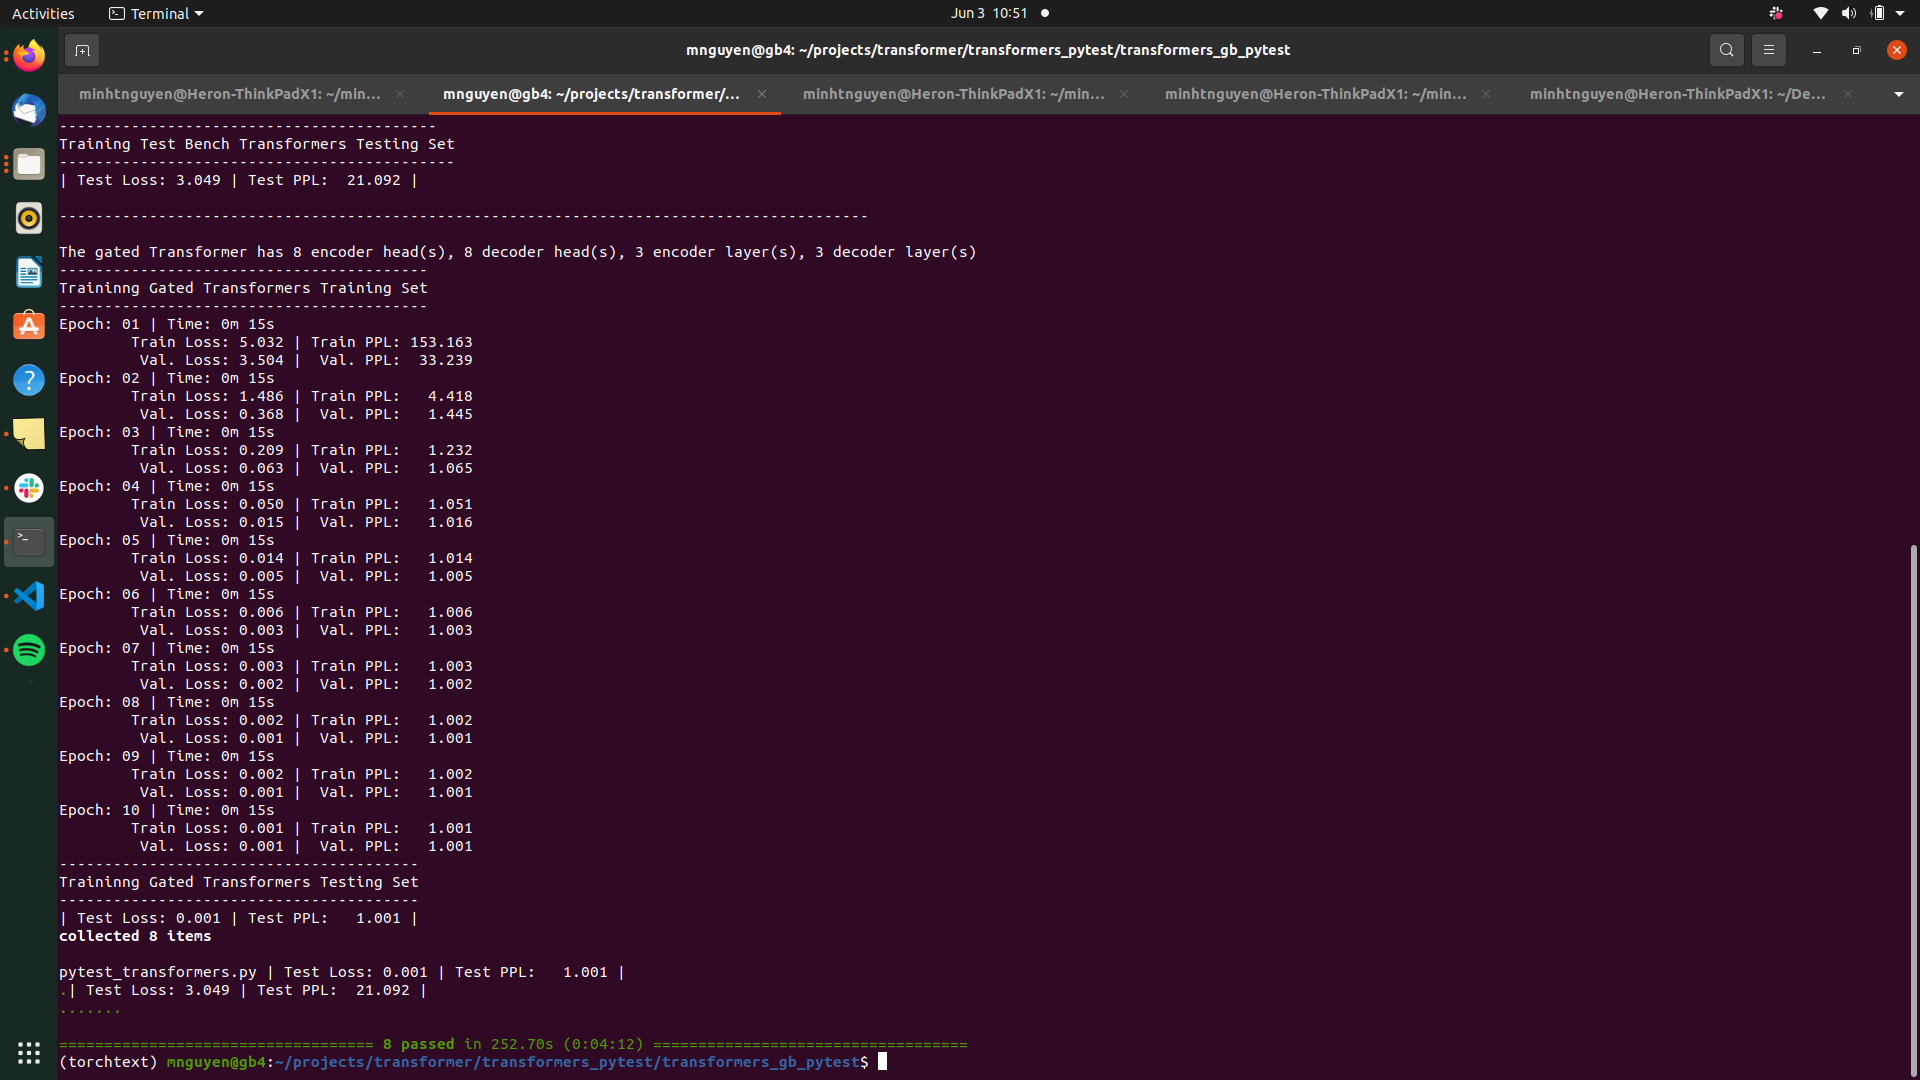 Activities
Terminal
Jun 3 10:51
mnguyen@gb4: ~/projects/transformer/transformers_pytest/transformers_gb_pytest
minhtnguyen@Heron-ThinkPadX1: ~/min...
mnguyen@gb4: ~/projects/transformer/...
minhtnguyen@Heron-ThinkPadX1: ~/min...
minhtnguyen@Heron-ThinkPadX1: ~/min...
minhtnguyen@Heron-ThinkPadX1: ~/De...
------------------------------------------
Training Test Bench Transformers Testing Set
--------------------------------------------
| Test Loss: 3.049 | Test PPL:  21.092 |
------------------------------------------------------------------------------------------
The gated Transformer has 8 encoder head(s), 8 decoder head(s), 3 encoder layer(s), 3 decoder layer(s)
-----------------------------------------
Traininng Gated Transformers Training Set
-----------------------------------------
Epoch: 01 | Time: 0m 15s
        Train Loss: 5.032 | Train PPL: 153.163
         Val. Loss: 3.504 |  Val. PPL:  33.239
Epoch: 02 | Time: 0m 15s
        Train Loss: 1.486 | Train PPL:   4.418
         Val. Loss: 0.368 |  Val. PPL:   1.445
Epoch: 03 | Time: 0m 15s
        Train Loss: 0.209 | Train PPL:   1.232
         Val. Loss: 0.063 |  Val. PPL:   1.065
Epoch: 04 | Time: 0m 15s
        Train Loss: 0.050 | Train PPL:   1.051
         Val. Loss: 0.015 |  Val. PPL:   1.016
Epoch: 05 | Time: 0m 15s
        Train Loss: 0.014 | Train PPL:   1.014
         Val. Loss: 0.005 |  Val. PPL:   1.005
Epoch: 06 | Time: 0m 15s
        Train Loss: 0.006 | Train PPL:   1.006
         Val. Loss: 0.003 |  Val. PPL:   1.003
Epoch: 07 | Time: 0m 15s
        Train Loss: 0.003 | Train PPL:   1.003
         Val. Loss: 0.002 |  Val. PPL:   1.002
Epoch: 08 | Time: 0m 15s
        Train Loss: 0.002 | Train PPL:   1.002
         Val. Loss: 0.001 |  Val. PPL:   1.001
Epoch: 09 | Time: 0m 15s
        Train Loss: 0.002 | Train PPL:   1.002
         Val. Loss: 0.001 |  Val. PPL:   1.001
Epoch: 10 | Time: 0m 15s
        Train Loss: 0.001 | Train PPL:   1.001
         Val. Loss: 0.001 |  Val. PPL:   1.001
----------------------------------------
Traininng Gated Transformers Testing Set
----------------------------------------
| Test Loss: 0.001 | Test PPL:   1.001 |
collected 8 items
pytest_transformers.py | Test Loss: 0.001 | Test PPL:   1.001 |
.| Test Loss: 3.049 | Test PPL:  21.092 |
.......
=================================== 8 passed in 252.70s (0:04:12) ===================================
(torchtext) mnguyen@gb4:~/projects/transformer/transformers_pytest/transformers_gb_pytest$